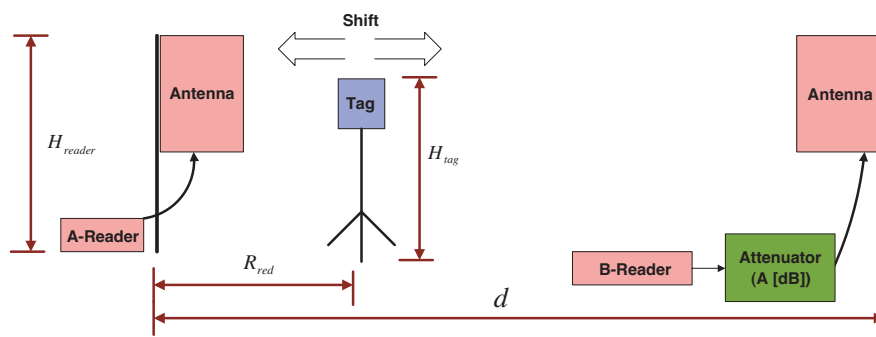 Shift
Antenna
Tag
Antenna
H_reader
H_tag
A-Reader
R_red
B-Reader
Attenuator
(A [dB])
d